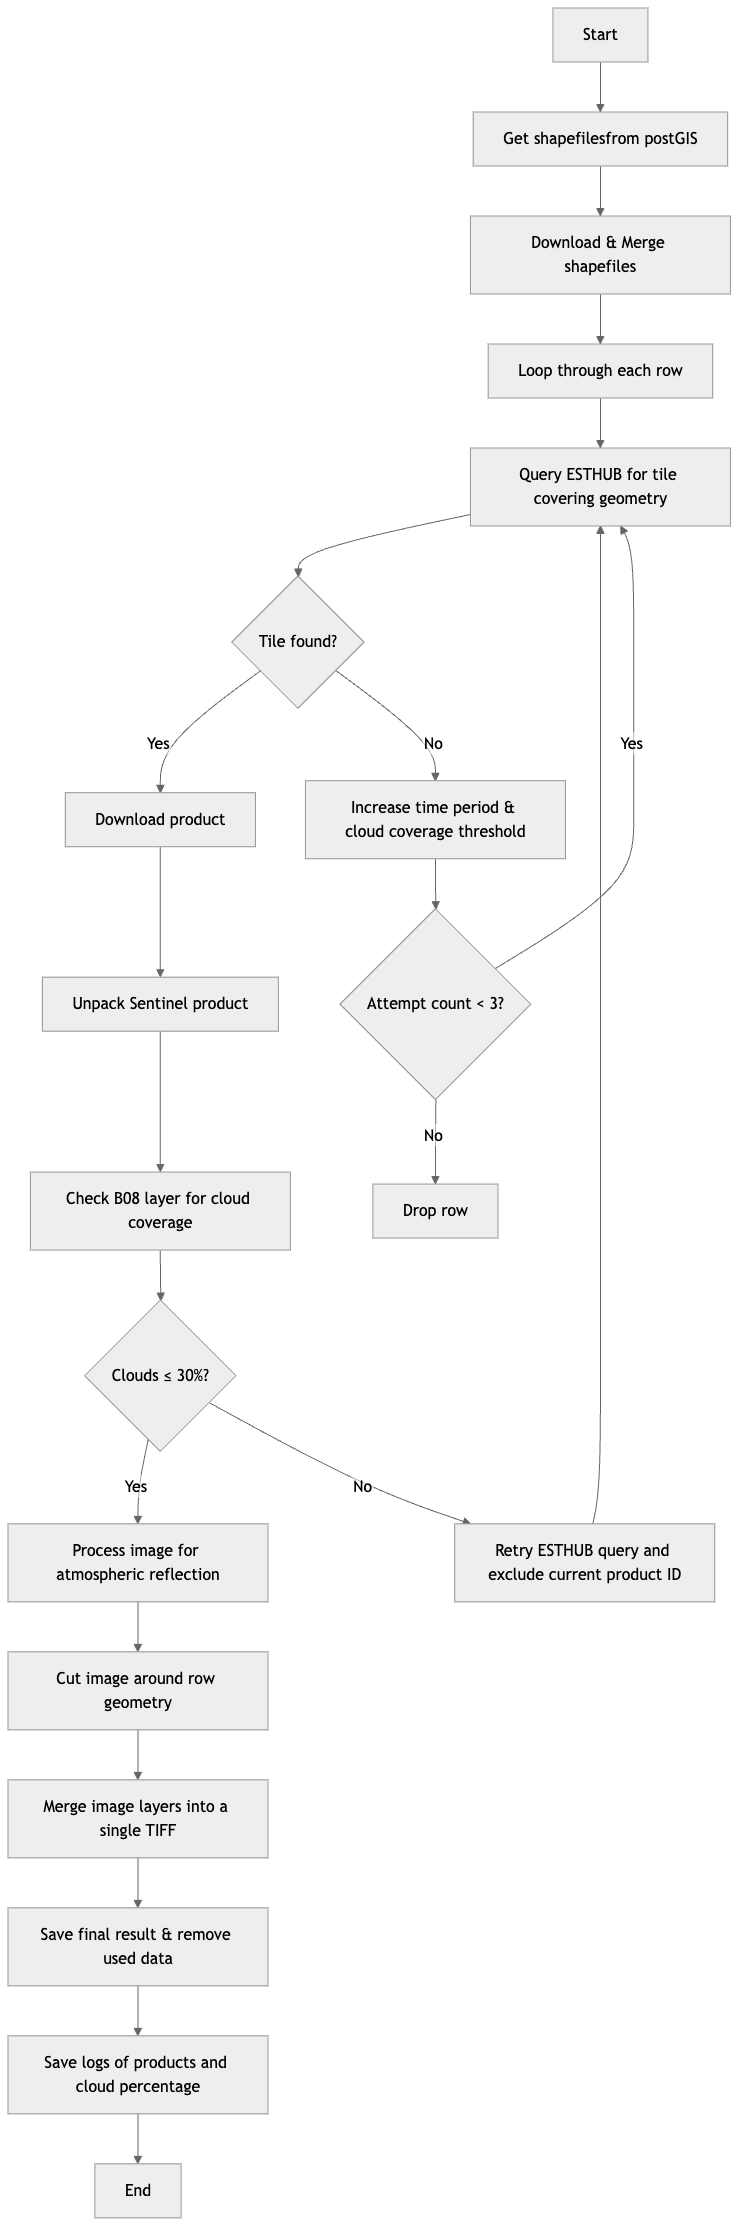 Start
Get shapefilesfrom postGIS
Download & Merge
shapefiles
Loop through each row
Query ESTHUB for tile
covering geometry
Tile found?
Yes
No
Yes
Download product
Increase time period &
cloud coverage threshold
Unpack Sentinel product
Attempt count < 3?
No
Check B08 layer for cloud
coverage
Drop row
Clouds ≤ 30%?
Yes
No
Process image for
atmospheric reflection
Retry ESTHUB query and
exclude current product ID
Cut image around row
geometry
Merge image layers into a
single TIFF
Save final result & remove
used data
Save logs of products and
cloud percentage
End